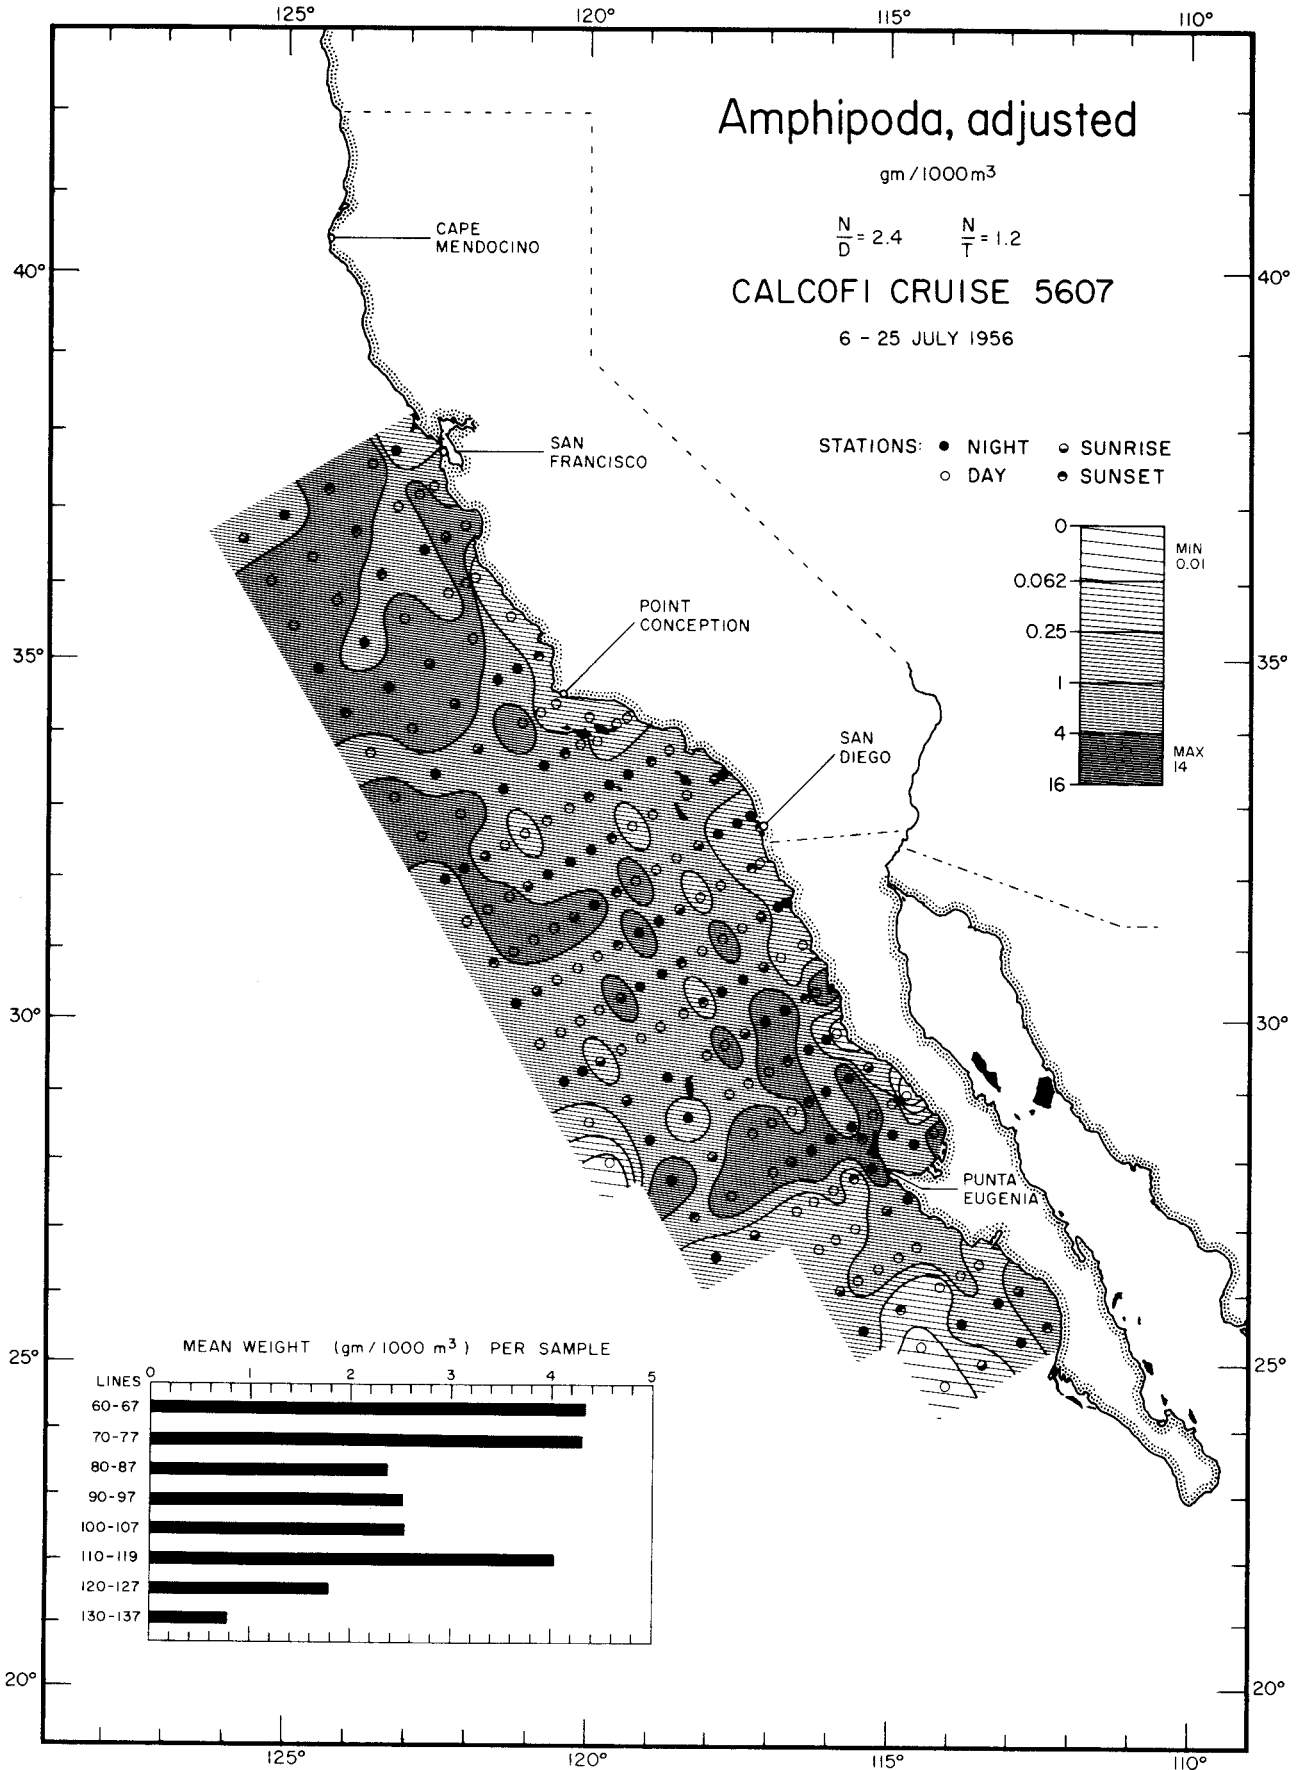 125° 120° 115° 110°
Amphipoda, adjusted
gm/1000m³
N/D = 2.4 N/T = 1.2
CALCOFI CRUISE 5607
6 - 25 JULY 1956
CAPE
MENDOCINO
40° 40°
SAN
FRANCISCO
STATIONS: ● NIGHT ◒ SUNRISE
○ DAY ◓ SUNSET
0
MIN
0.01
0.062
0.25
1
4
MAX
14
16
POINT
CONCEPTION
35° 35°
SAN
DIEGO
30° 30°
PUNTA
EUGENIA
25° 25°
MEAN WEIGHT (gm/1000 m³) PER SAMPLE
LINES 0 1 2 3 4 5
60-67
70-77
80-87
90-97
100-107
110-119
120-127
130-137
20° 20°
125° 120° 115° 110°